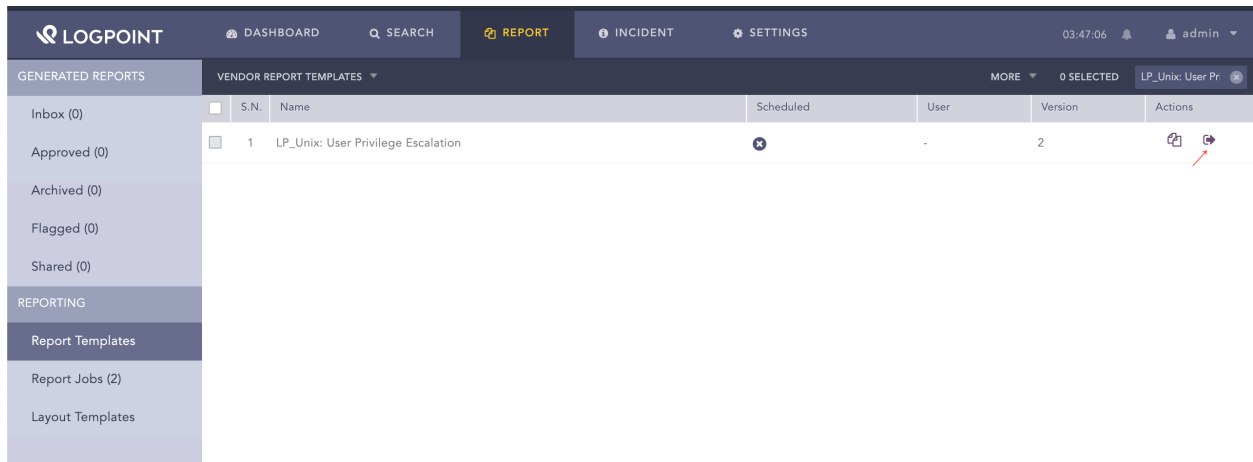 LOGPOINT DASHBOARD SEARCH REPORT INCIDENT SETTINGS 03:47:06 admin
GENERATED REPORTS
Inbox (0)
Approved (0)
Archived (0)
Flagged (0)
Shared (0)
REPORTING
Report Templates
Report Jobs (2)
Layout Templates
VENDOR REPORT TEMPLATES MORE 0 SELECTED LP_Unix: User Pri
S.N. Name Scheduled User Version Actions
1 LP_Unix: User Privilege Escalation - 2